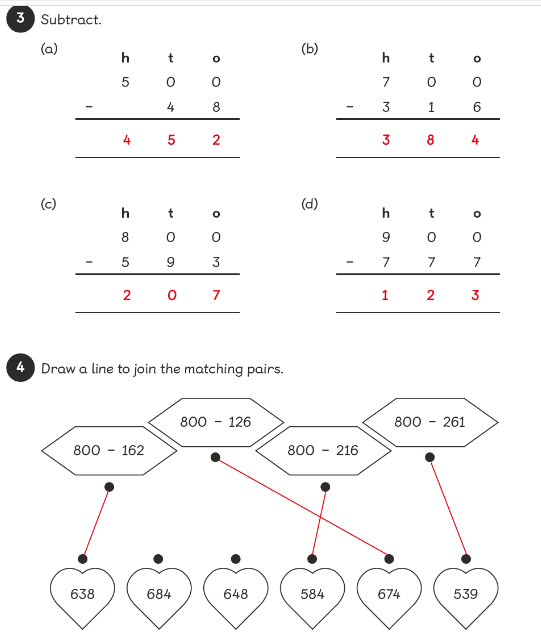 3 Subtract.
(a) (b)
h t o h t o
5 0 0 7 0 0
- 4 8 - 3 1 6
4 5 2 3 8 4
(c) (d)
h t o h t o
8 0 0 9 0 0
- 5 9 3 - 7 7 7
2 0 7 1 2 3
4 Draw a line to join the matching pairs.
800 - 126 800 - 261
800 - 162 800 - 216
638 684 648 584 674 539